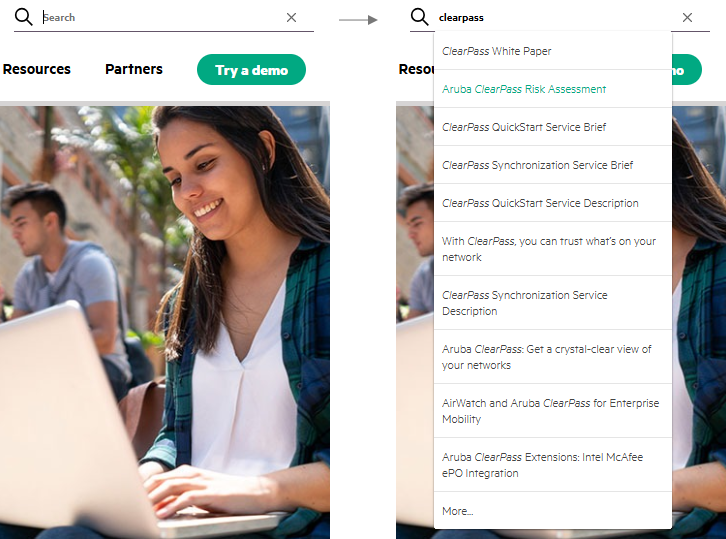 Search
Resources
Partners
Try a demo
clearpass
ClearPass White Paper
Aruba ClearPass Risk Assessment
ClearPass QuickStart Service Brief
ClearPass Synchronization Service Brief
ClearPass QuickStart Service Description
With ClearPass, you can trust what's on your
network
ClearPass Synchronization Service
Description
Aruba ClearPass: Get a crystal-clear view of
your networks
AirWatch and Aruba ClearPass for Enterprise
Mobility
Aruba ClearPass Extensions: Intel McAfee
ePO Integration
More...